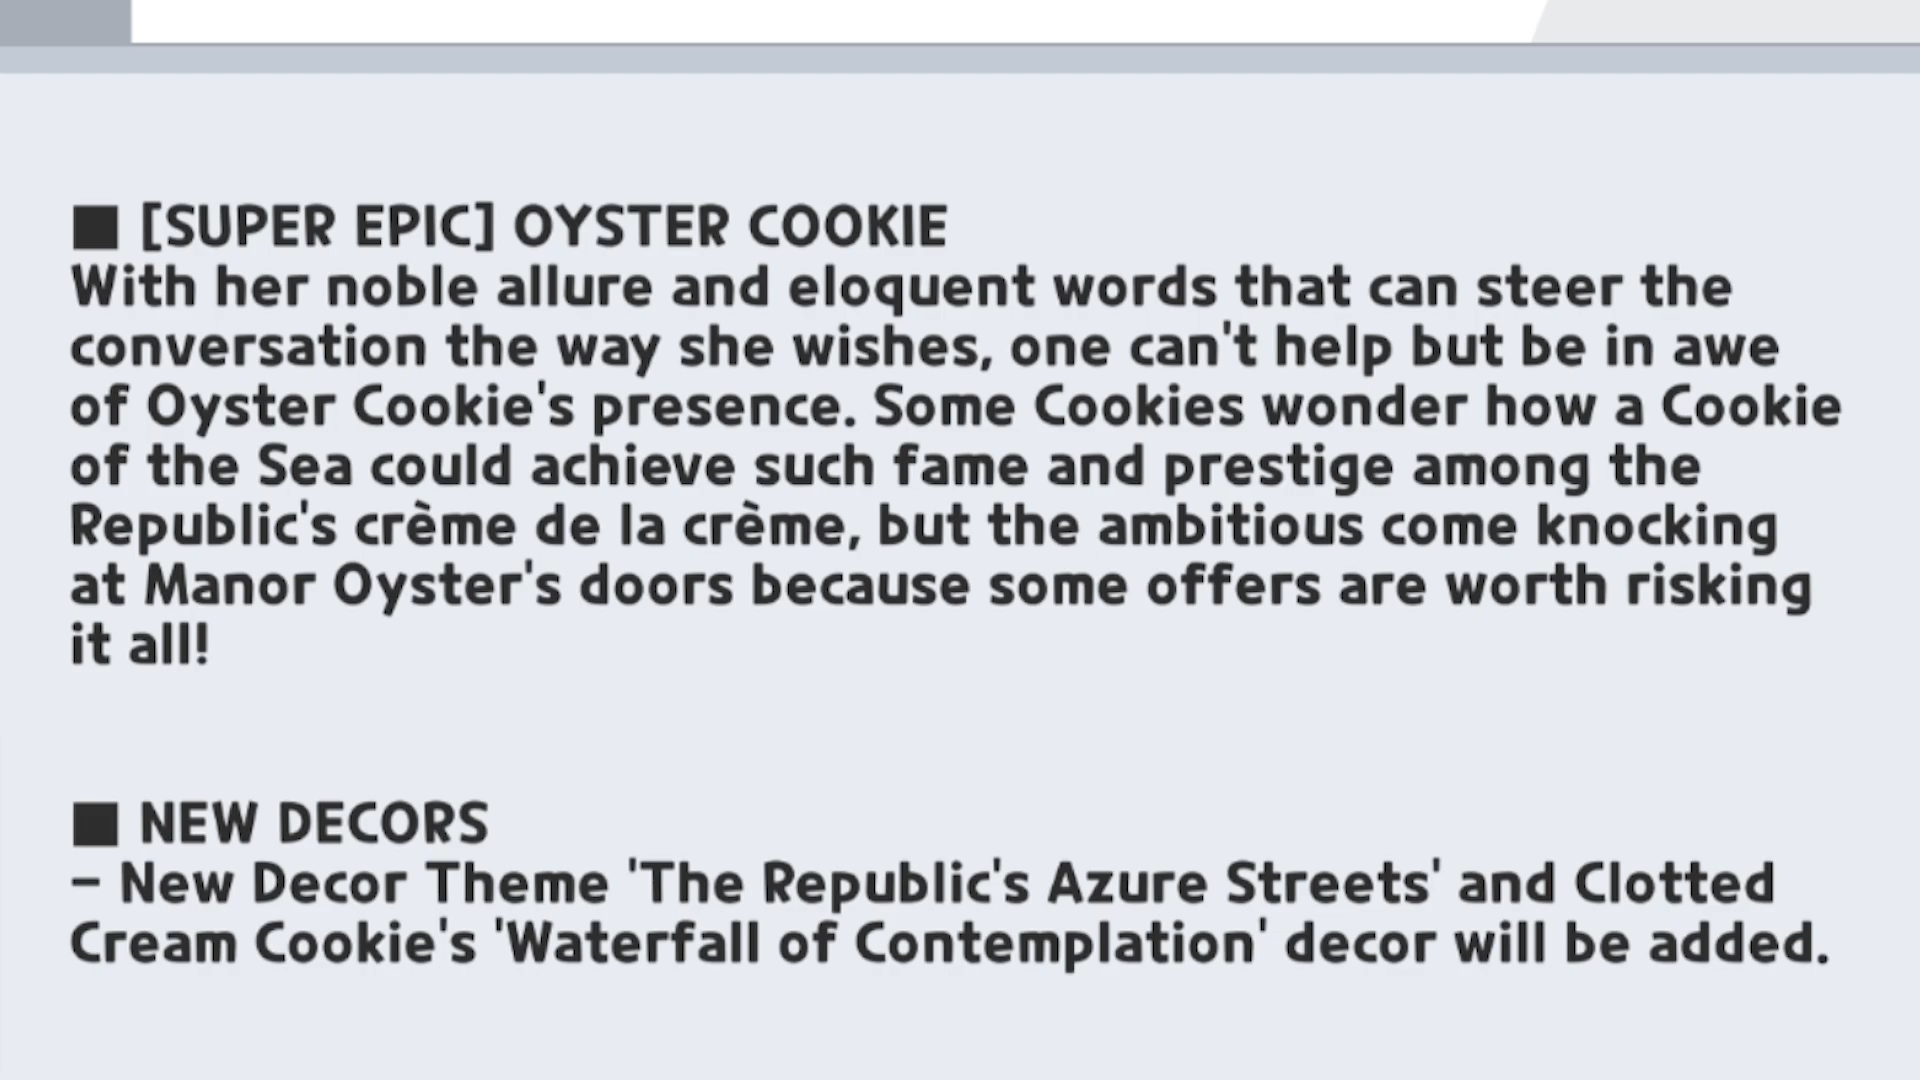 ■ [SUPER EPIC] OYSTER COOKIE
With her noble allure and eloquent words that can steer the
conversation the way she wishes, one can't help but be in awe
of Oyster Cookie's presence. Some Cookies wonder how a Cookie
of the Sea could achieve such fame and prestige among the
Republic's crème de la crème, but the ambitious come knocking
at Manor Oyster's doors because some offers are worth risking
it all!
■ NEW DECORS
– New Decor Theme 'The Republic's Azure Streets' and Clotted
Cream Cookie's 'Waterfall of Contemplation' decor will be added.